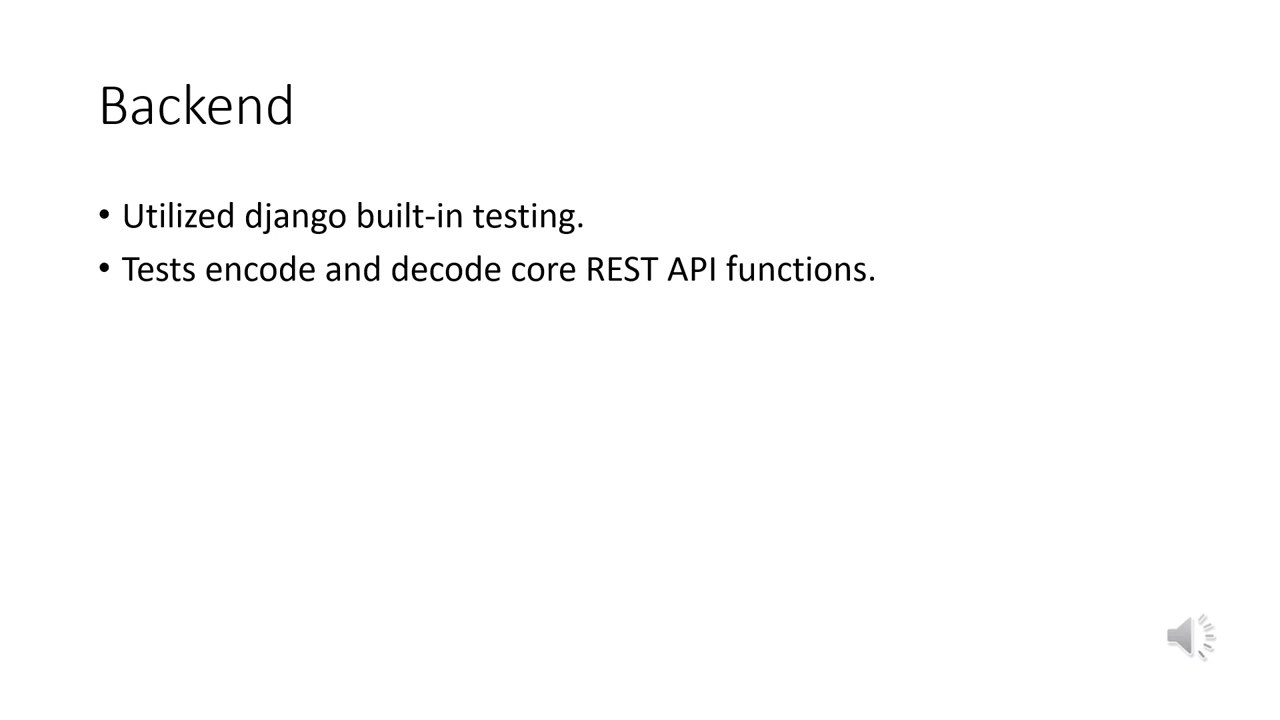 Backend
• Utilized django built-in testing.
• Tests encode and decode core REST API functions.